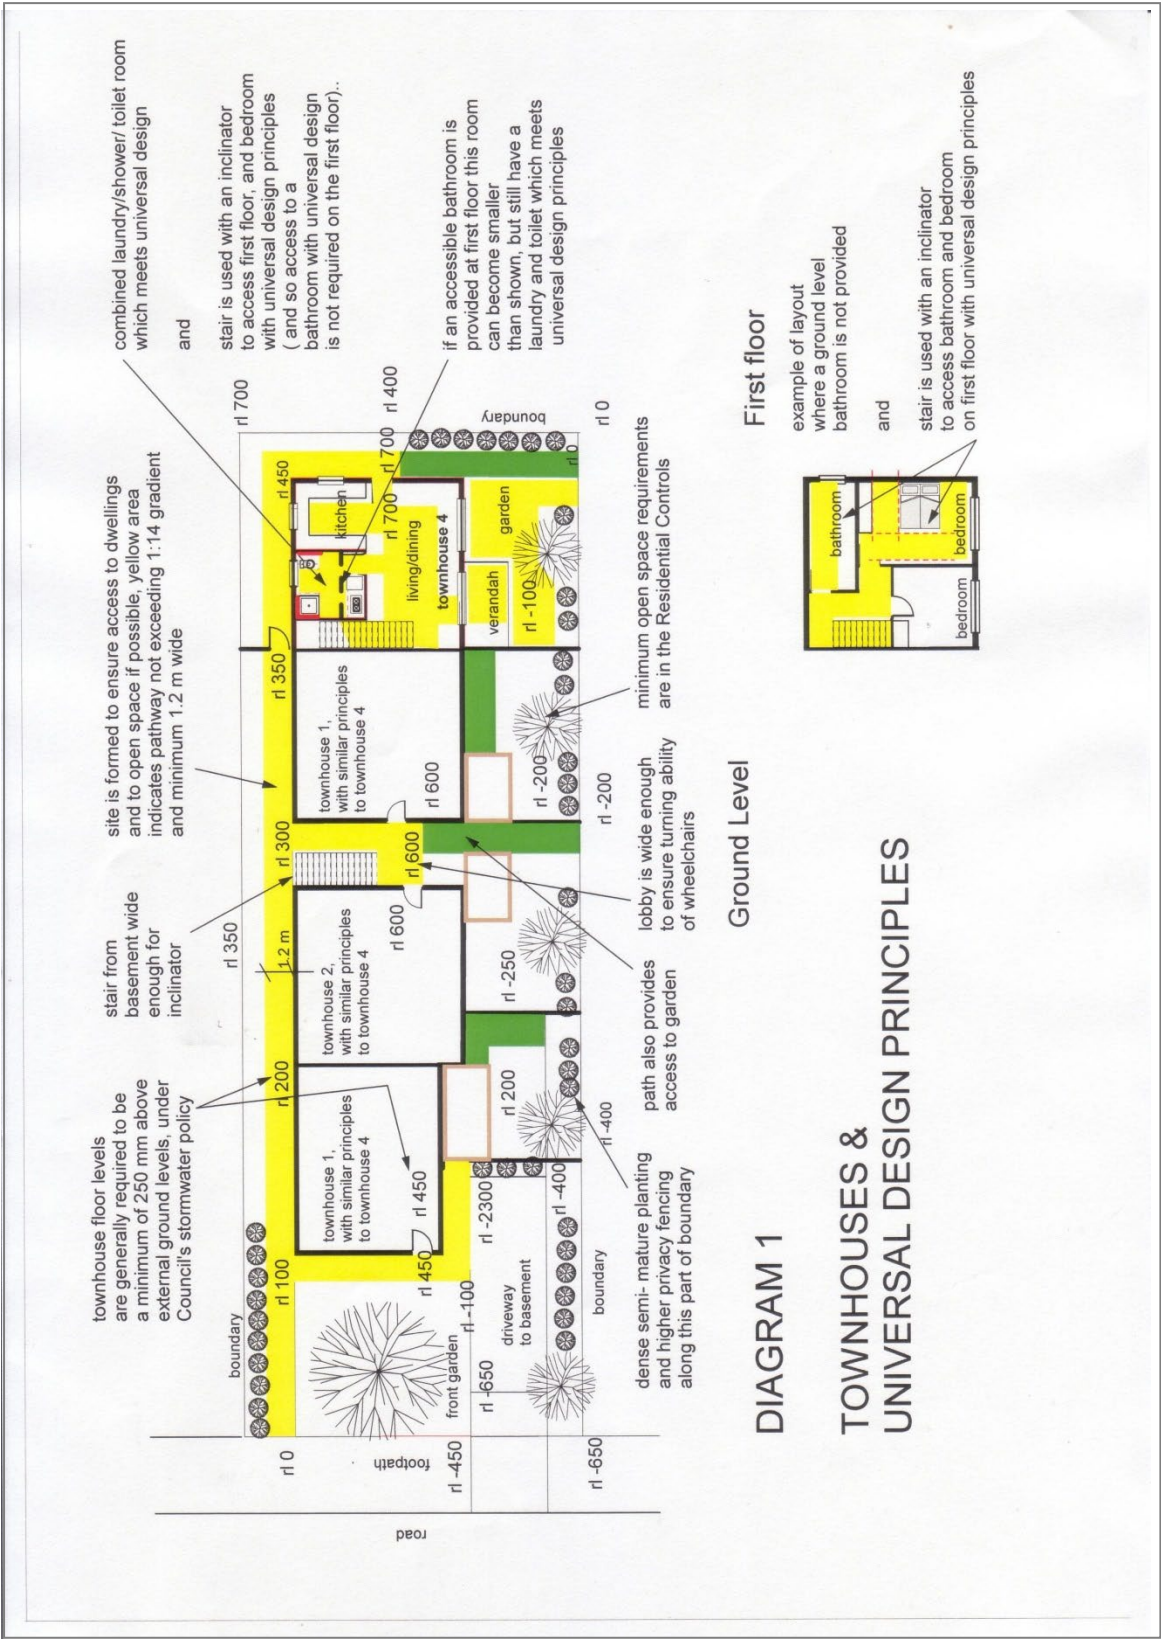 combined laundry/shower/ toilet room
which meets universal design
and
stair is used with an inclinator
to access first floor, and bedroom
with universal design principles
( and so access to a
bathroom with universal design
is not required on the first floor)..
if an accessible bathroom is
provided at first floor this room
can become smaller
than shown, but still have a
laundry and toilet which meets
universal design principles
site is formed to ensure access to dwellings
and to open space if possible, yellow area
indicates pathway not exceeding 1:14 gradient
and minimum 1.2 m wide
stair from
basement wide
enough for
inclinator
townhouse floor levels
are generally required to be
a minimum of 250 mm above
external ground levels, under
Council's stormwater policy
boundary
rl 350
rl 700
rl 0
rl 100
rl 200
1.2 m
rl 300
rl 350
rl 450
rl 400
rl 700
rl 700
kitchen
living/dining
townhouse 4
townhouse 1,
with similar principles
to townhouse 4
rl 450
rl 450
townhouse 2,
with similar principles
to townhouse 4
rl 600
rl 600
townhouse 1,
with similar principles
to townhouse 4
rl 600
verandah
garden
rl -100
rl 0
boundary
rl 0
road
footpath
front garden
rl -100
rl -450
rl -650
rl -650
driveway
to basement
rl -2300
rl -400
rl 200
rl -400
rl -250
rl -200
rl -200
boundary
dense semi- mature planting
and higher privacy fencing
along this part of boundary
path also provides
access to garden
lobby is wide enough
to ensure turning ability
of wheelchairs
minimum open space requirements
are in the Residential Controls
Ground Level
First floor
example of layout
where a ground level
bathroom is not provided
and
stair is used with an inclinator
to access bathroom and bedroom
on first floor with universal design principles
bathroom
bedroom
bedroom
DIAGRAM 1
TOWNHOUSES &
UNIVERSAL DESIGN PRINCIPLES